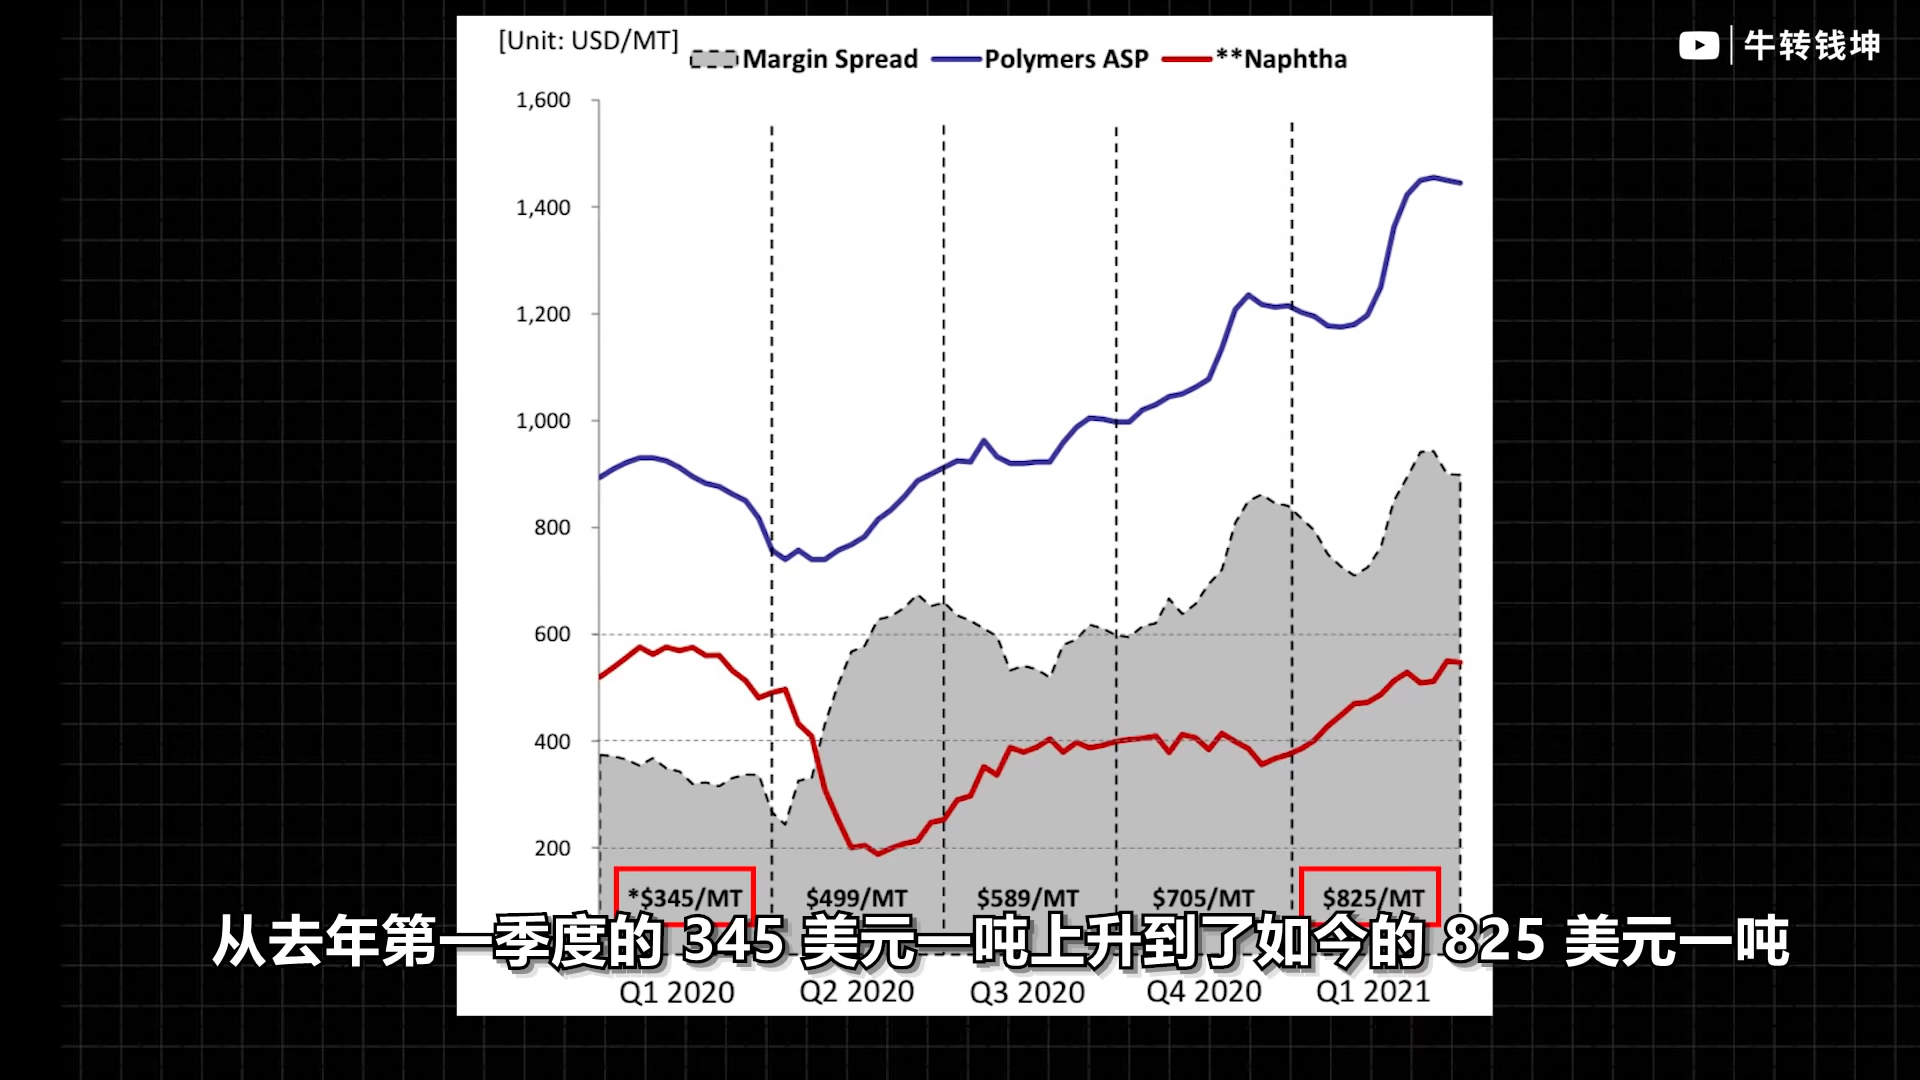 牛转钱坤
[Unit: USD/MT]
Margin Spread Polymers ASP **Naphtha
1,600
1,400
1,200
1,000
800
600
400
200
*$345/MT $499/MT $589/MT $705/MT $825/MT
从去年第一季度的 345 美元一吨上升到了如今的 825 美元一吨
Q1 2020 Q2 2020 Q3 2020 Q4 2020 Q1 2021